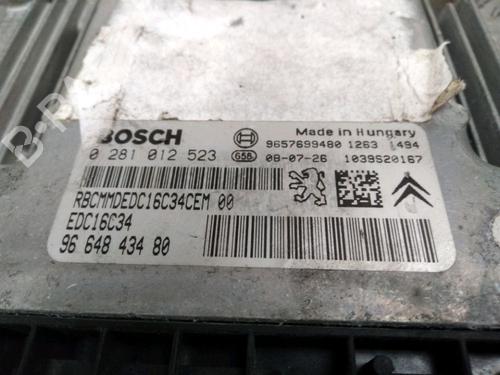 BOSCH
Made in Hungary
9657699480 1263 1494
0 281 012 523 658 08-07-26 1039S20167
RBCMMDEDC16C34CEM 00
EDC16C34
96 648 434 80